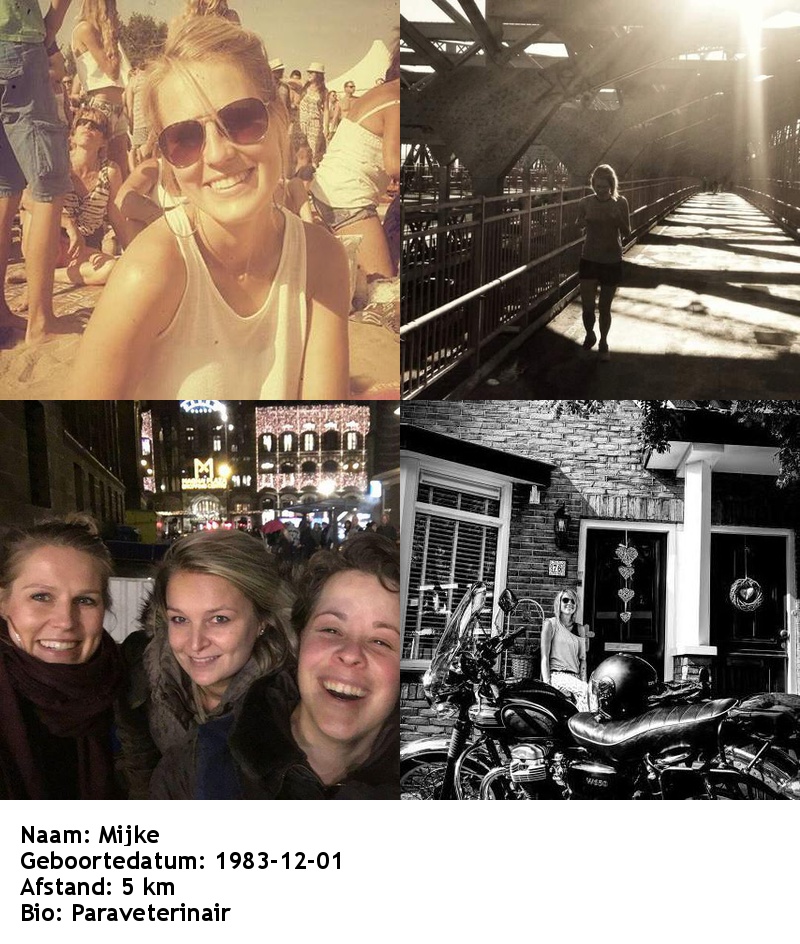 M
W650
Naam: Mijke
Geboortedatum: 1983-12-01
Afstand: 5 km
Bio: Paraveterinair